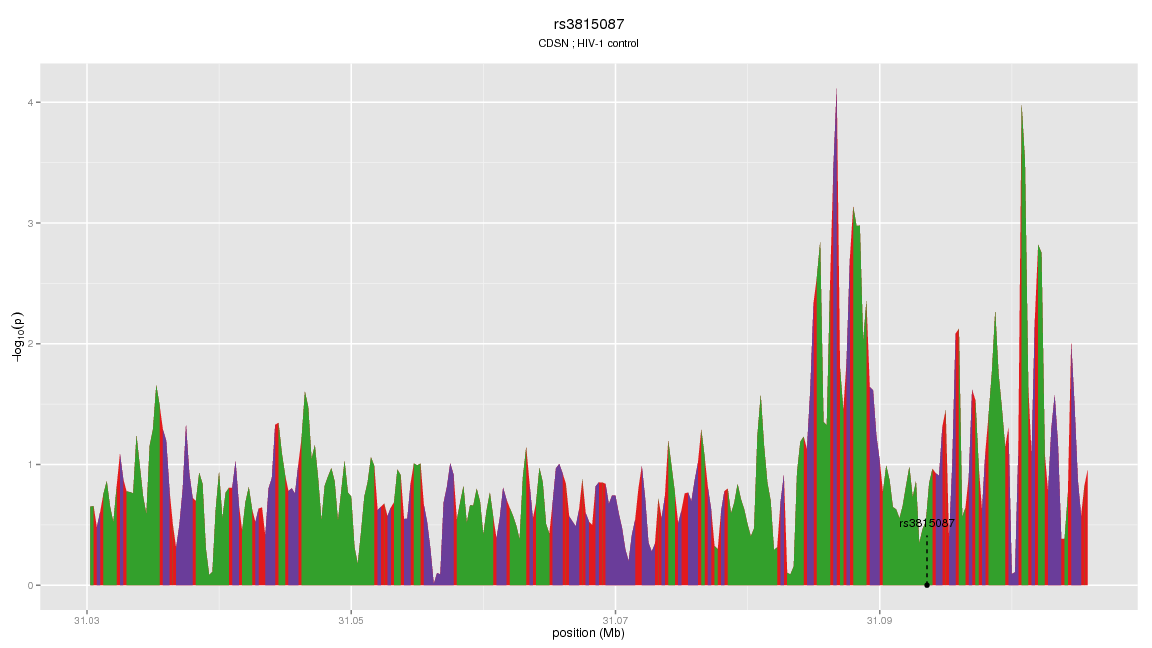 rs3815087
CDSN ; HIV-1 control
4
3
2
1
0
−log10(p)
rs3815087
31.03
31.05
31.07
31.09
position (Mb)